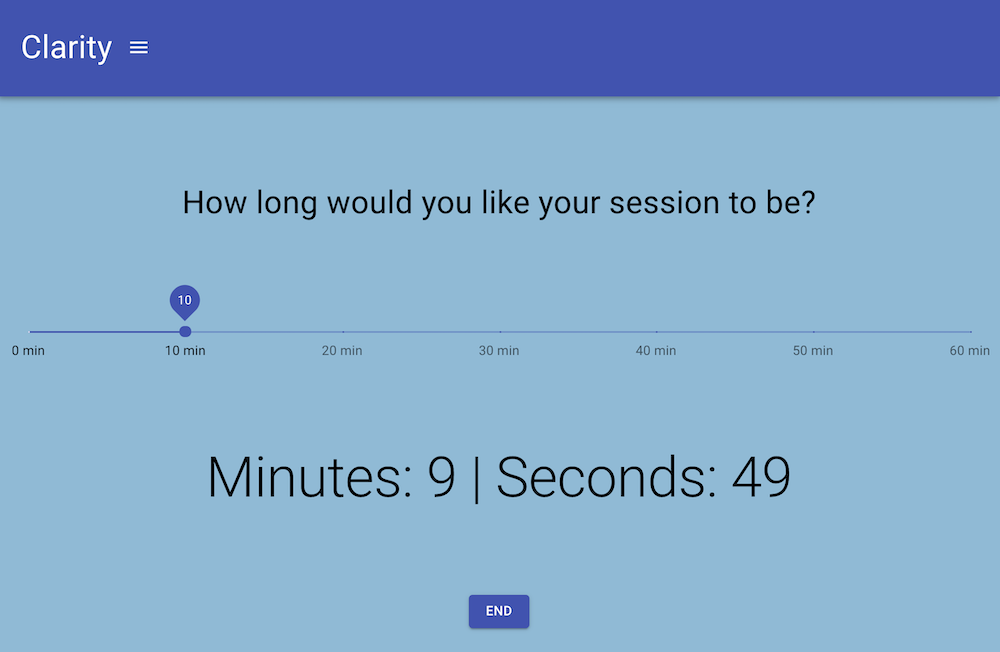 Clarity
How long would you like your session to be?
10
0 min 10 min 20 min 30 min 40 min 50 min 60 min
Minutes: 9 | Seconds: 49
END